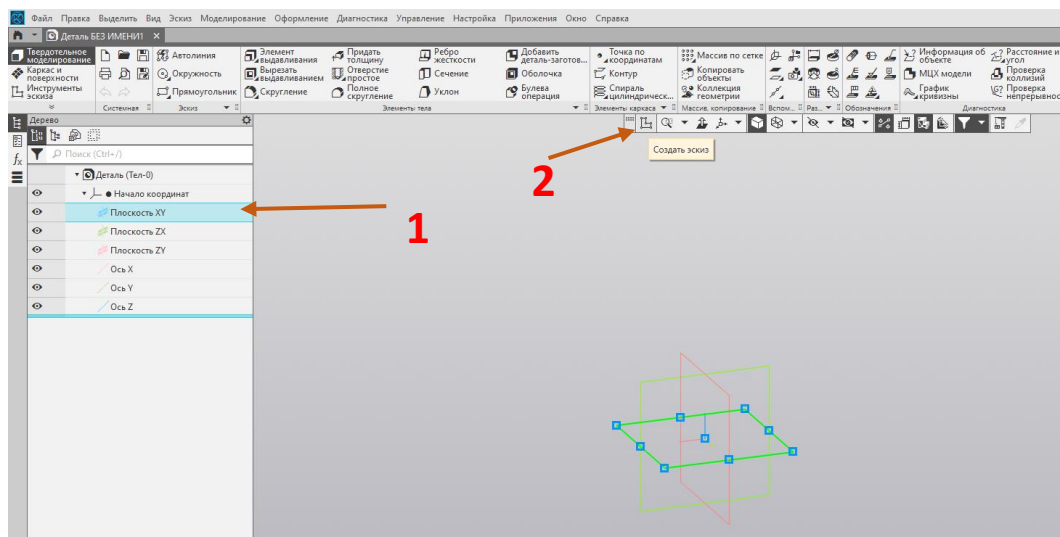 Файл Правка Выделить Вид Эскиз Моделирование Оформление Диагностика Управление Настройка Приложения Окно Справка
Деталь БЕЗ ИМЕНИ1 ×
Твердотельное моделирование
Каркас и поверхности
Инструменты эскиза
Системная
Автолиния
Окружность
Прямоугольник
Эскиз
Элемент выдавливания
Вырезать выдавливанием
Скругление
Придать толщину
Отверстие простое
Полное скругление
Ребро жесткости
Сечение
Уклон
Добавить деталь-заготов...
Оболочка
Булева операция
Элементы тела
Точка по координатам
Контур
Спираль цилиндрическ...
Элементы каркаса
Массив по сетке
Копировать объекты
Коллекция геометрии
Массив, копирование
Вспом...
Раз...
Обозначения
Информация об объекте
МЦХ модели
График кривизны
Расстояние и угол
Проверка коллизий
Проверка непрерывнос
Диагностика
Дерево
Поиск (Ctrl+/)
Деталь (Тел-0)
Начало координат
Плоскость XY
Плоскость ZX
Плоскость ZY
Ось X
Ось Y
Ось Z
Создать эскиз
2
1